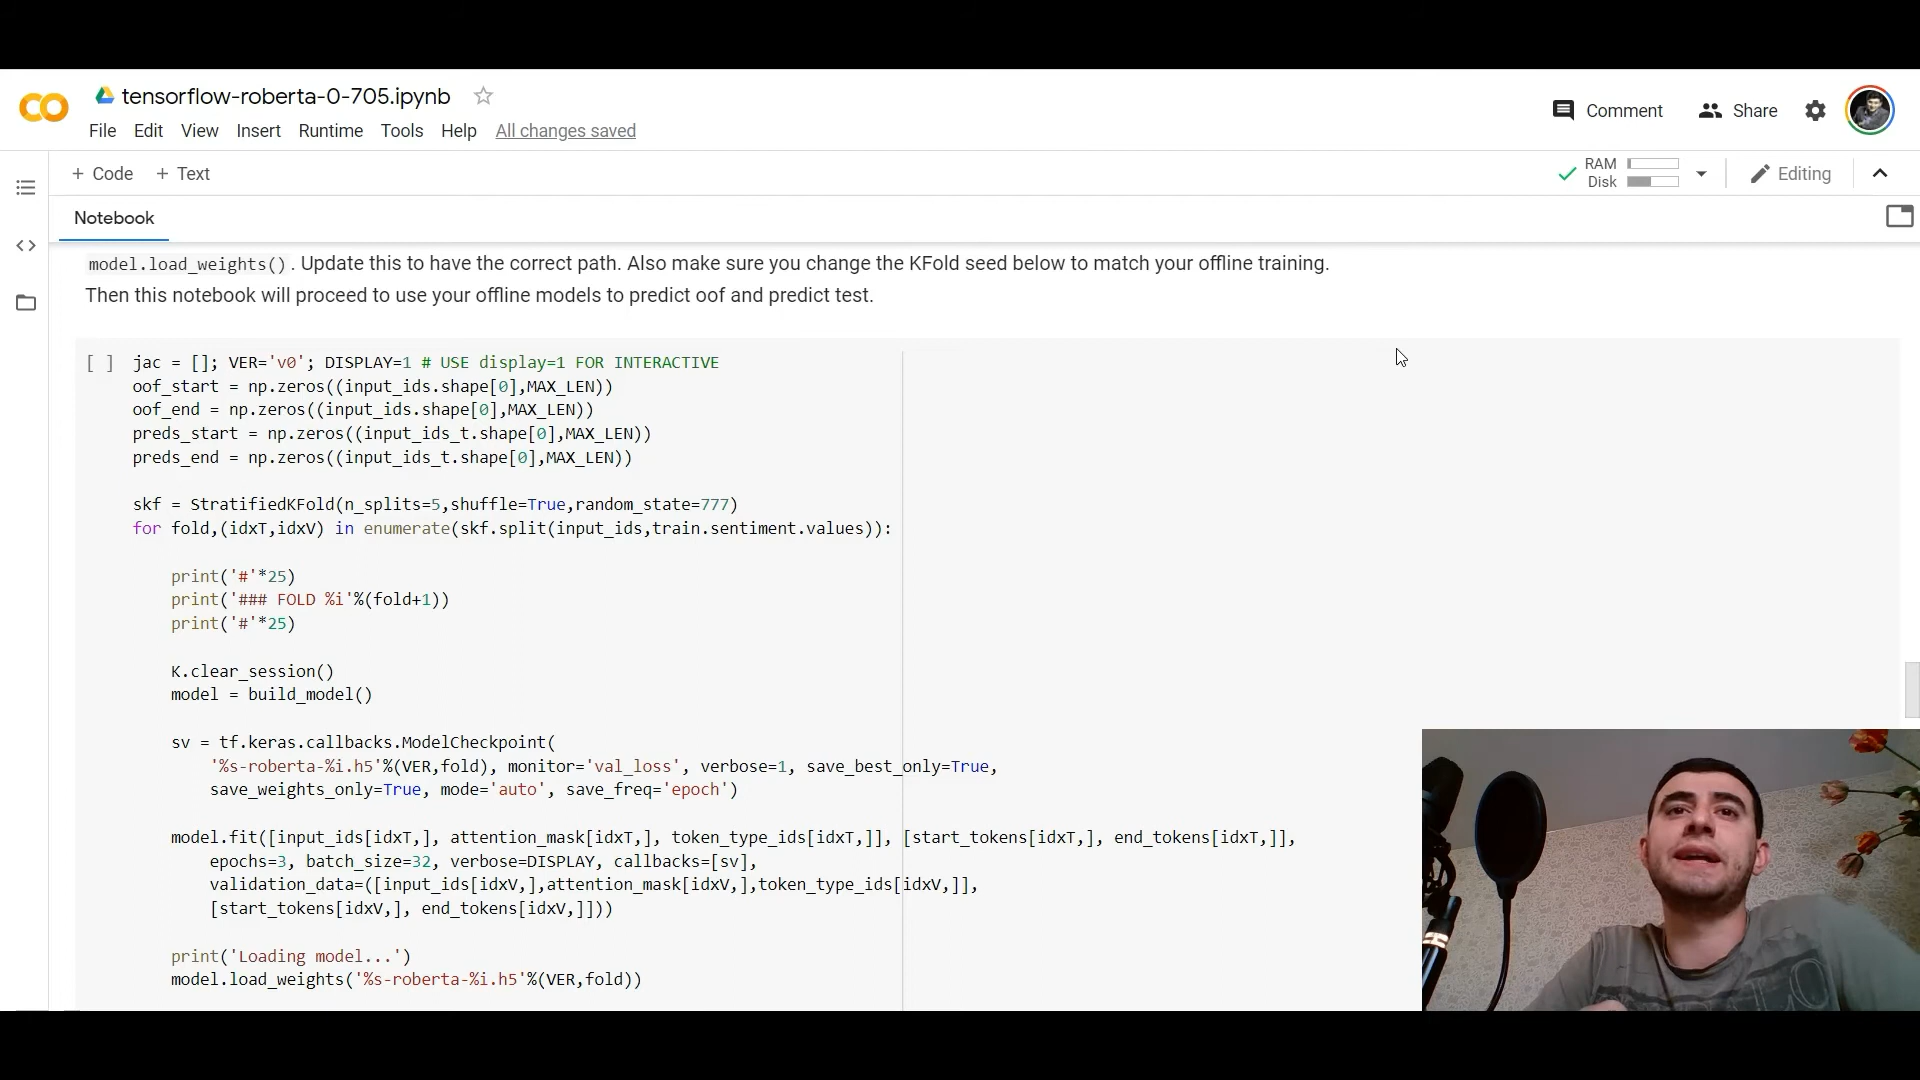 tensorflow-roberta-0-705.ipynb
File Edit View Insert Runtime Tools Help All changes saved
Comment Share
+ Code + Text
RAM
Disk
Editing
Notebook
model.load_weights() . Update this to have the correct path. Also make sure you change the KFold seed below to match your offline training.
Then this notebook will proceed to use your offline models to predict oof and predict test.
[ ] jac = []; VER='v0'; DISPLAY=1 # USE display=1 FOR INTERACTIVE
oof_start = np.zeros((input_ids.shape[0],MAX_LEN))
oof_end = np.zeros((input_ids.shape[0],MAX_LEN))
preds_start = np.zeros((input_ids_t.shape[0],MAX_LEN))
preds_end = np.zeros((input_ids_t.shape[0],MAX_LEN))
skf = StratifiedKFold(n_splits=5,shuffle=True,random_state=777)
for fold,(idxT,idxV) in enumerate(skf.split(input_ids,train.sentiment.values)):
print('#'*25)
print('### FOLD %i'%(fold+1))
print('#'*25)
K.clear_session()
model = build_model()
sv = tf.keras.callbacks.ModelCheckpoint(
'%s-roberta-%i.h5'%(VER,fold), monitor='val_loss', verbose=1, save_best_only=True,
save_weights_only=True, mode='auto', save_freq='epoch')
model.fit([input_ids[idxT,], attention_mask[idxT,], token_type_ids[idxT,]], [start_tokens[idxT,], end_tokens[idxT,]],
epochs=3, batch_size=32, verbose=DISPLAY, callbacks=[sv],
validation_data=([input_ids[idxV,],attention_mask[idxV,],token_type_ids[idxV,]],
[start_tokens[idxV,], end_tokens[idxV,]]))
print('Loading model...')
model.load_weights('%s-roberta-%i.h5'%(VER,fold))